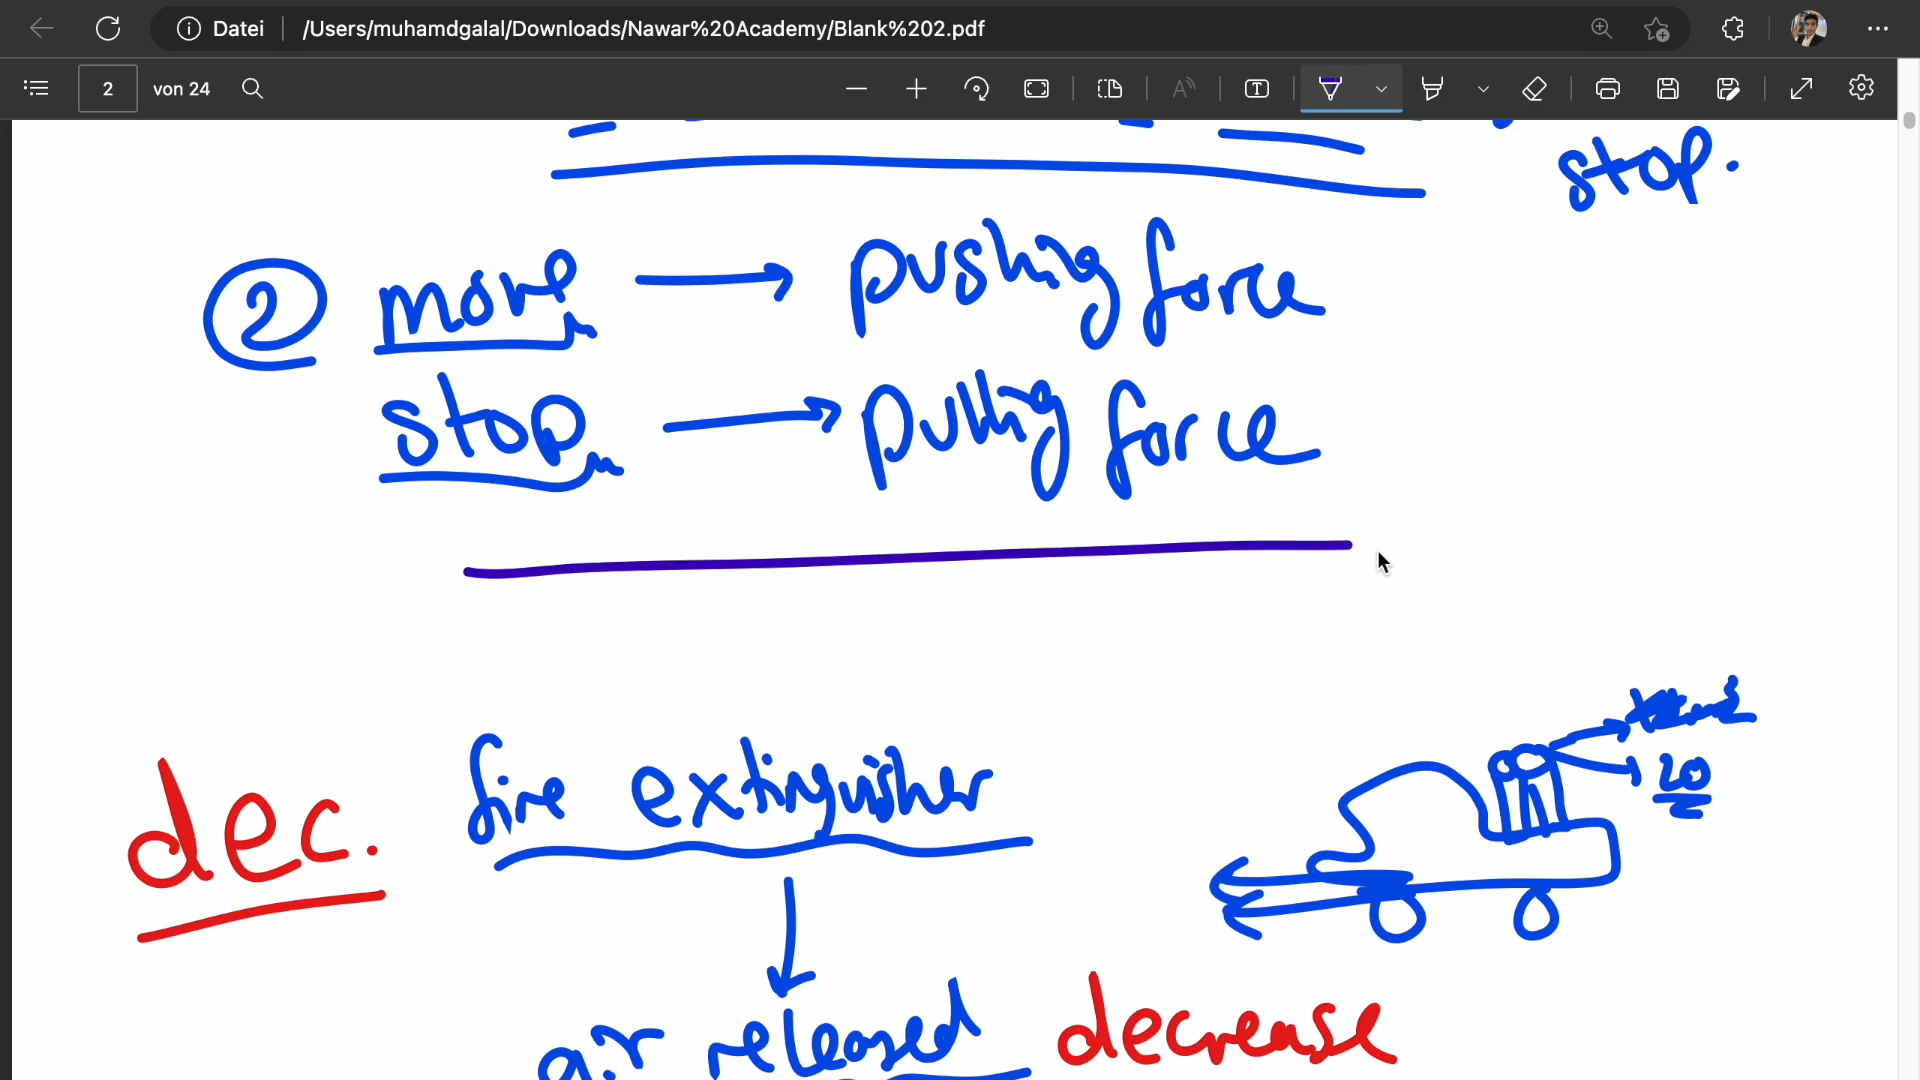 Datei /Users/muhamdgalal/Downloads/Nawar%20Academy/Blank%202.pdf
2 von 24
stop.
② move → pushing force
stop → pulling force
20
dec. fire extinguisher
air released decrease